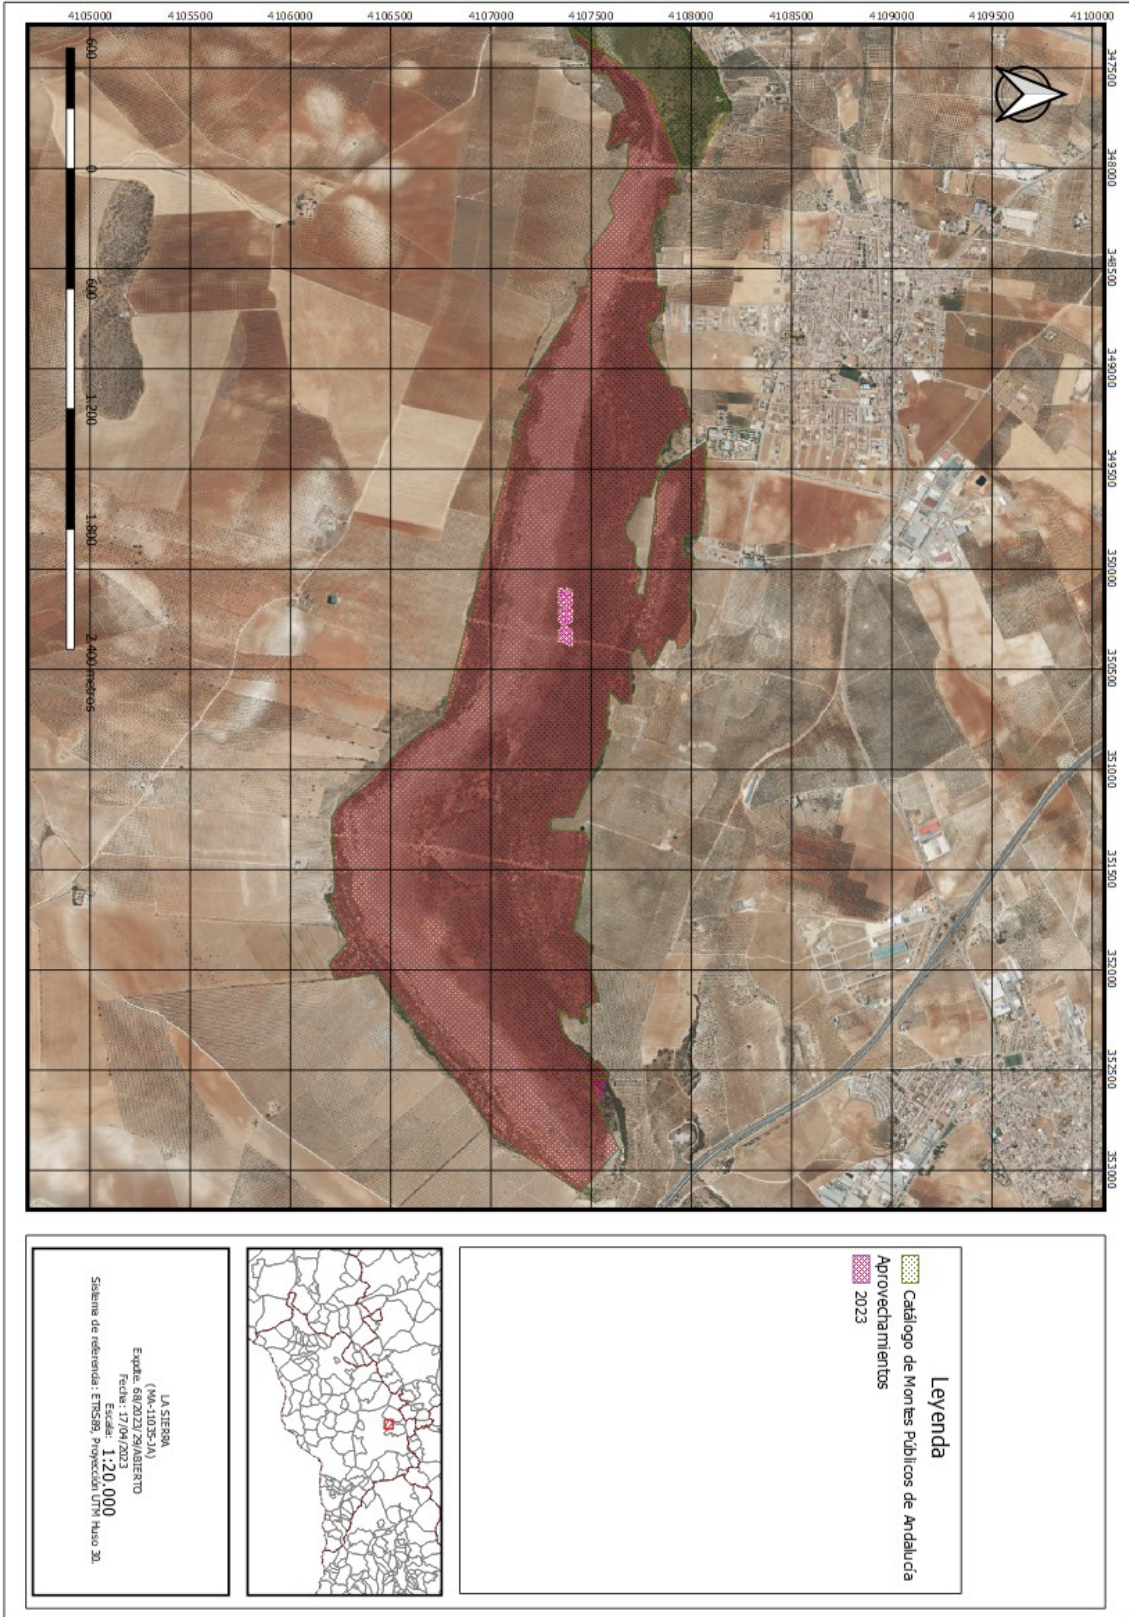 4105000 4105500 4106000 4106500 4107000 4107500 4108000 4108500 4109000 4109500 4110000
347500
348000
348500
349000
349500
350000
350500
351000
351500
352000
352500
353000
600 0 600 1.200 1.800 2.400 metros
Leyenda
Catálogo de Montes Públicos de Andalucía
Aprovechamientos
2023
LA SIERRA
(MA-11035-JA)
Expdte. 68/2023/29/ABIERTO
Fecha: 17/04/2023
Escala: 1:20.000
Sistema de referencia: ETRS89, Proyección UTM Huso 30.